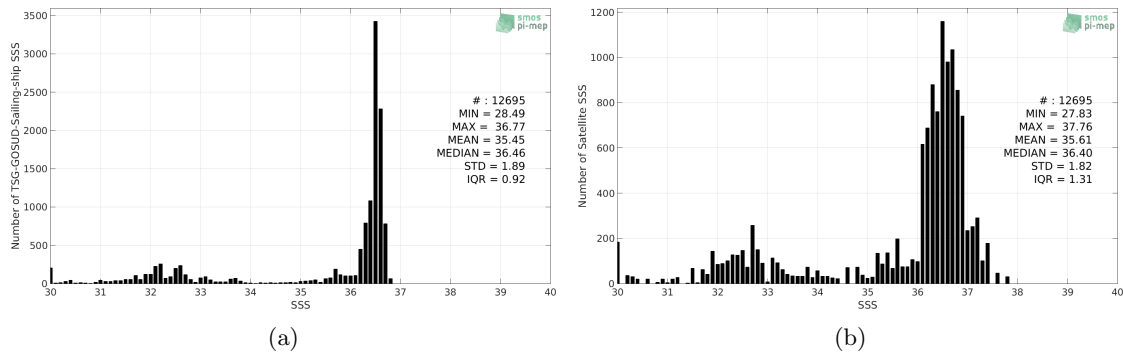 smos
pi-mep
Number of TSG-GOSUD-Sailing-ship SSS
3500
3000
2500
2000
1500
1000
500
0
# : 12695
MIN = 28.49
MAX = 36.77
MEAN = 35.45
MEDIAN = 36.46
STD = 1.89
IQR = 0.92
30 31 32 33 34 35 36 37 38 39 40
SSS
(a)
smos
pi-mep
Number of Satellite SSS
1200
1000
800
600
400
200
0
# : 12695
MIN = 27.83
MAX = 37.76
MEAN = 35.61
MEDIAN = 36.40
STD = 1.82
IQR = 1.31
30 31 32 33 34 35 36 37 38 39 40
SSS
(b)